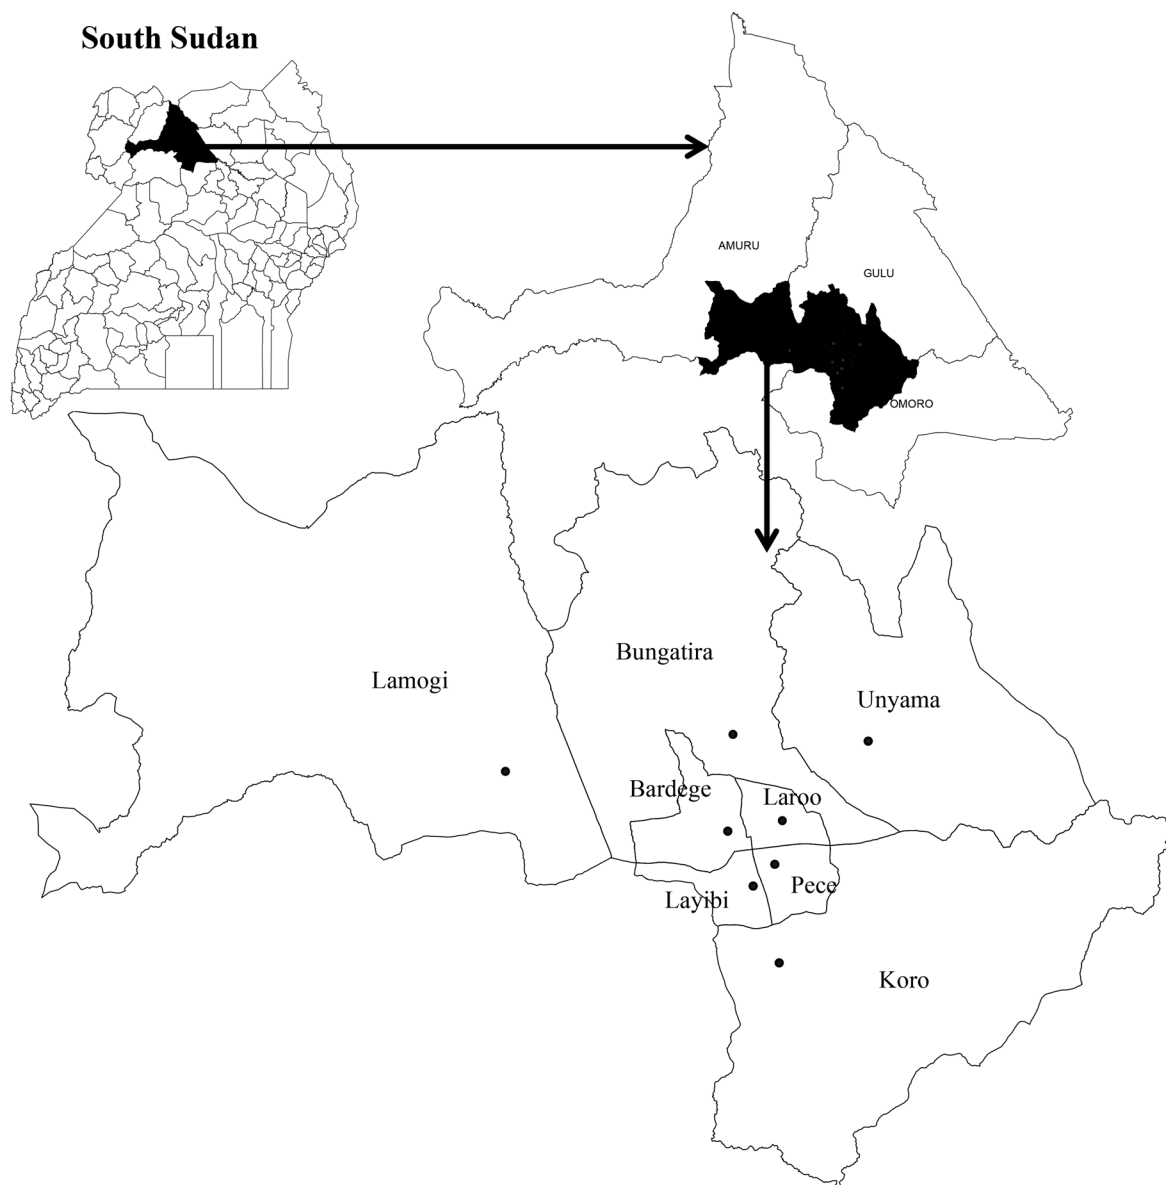 South Sudan
AMURU
GULU
OMORO
Bungatira
Lamogi
Unyama
Bardege
Laroo
Pece
Layibi
Koro